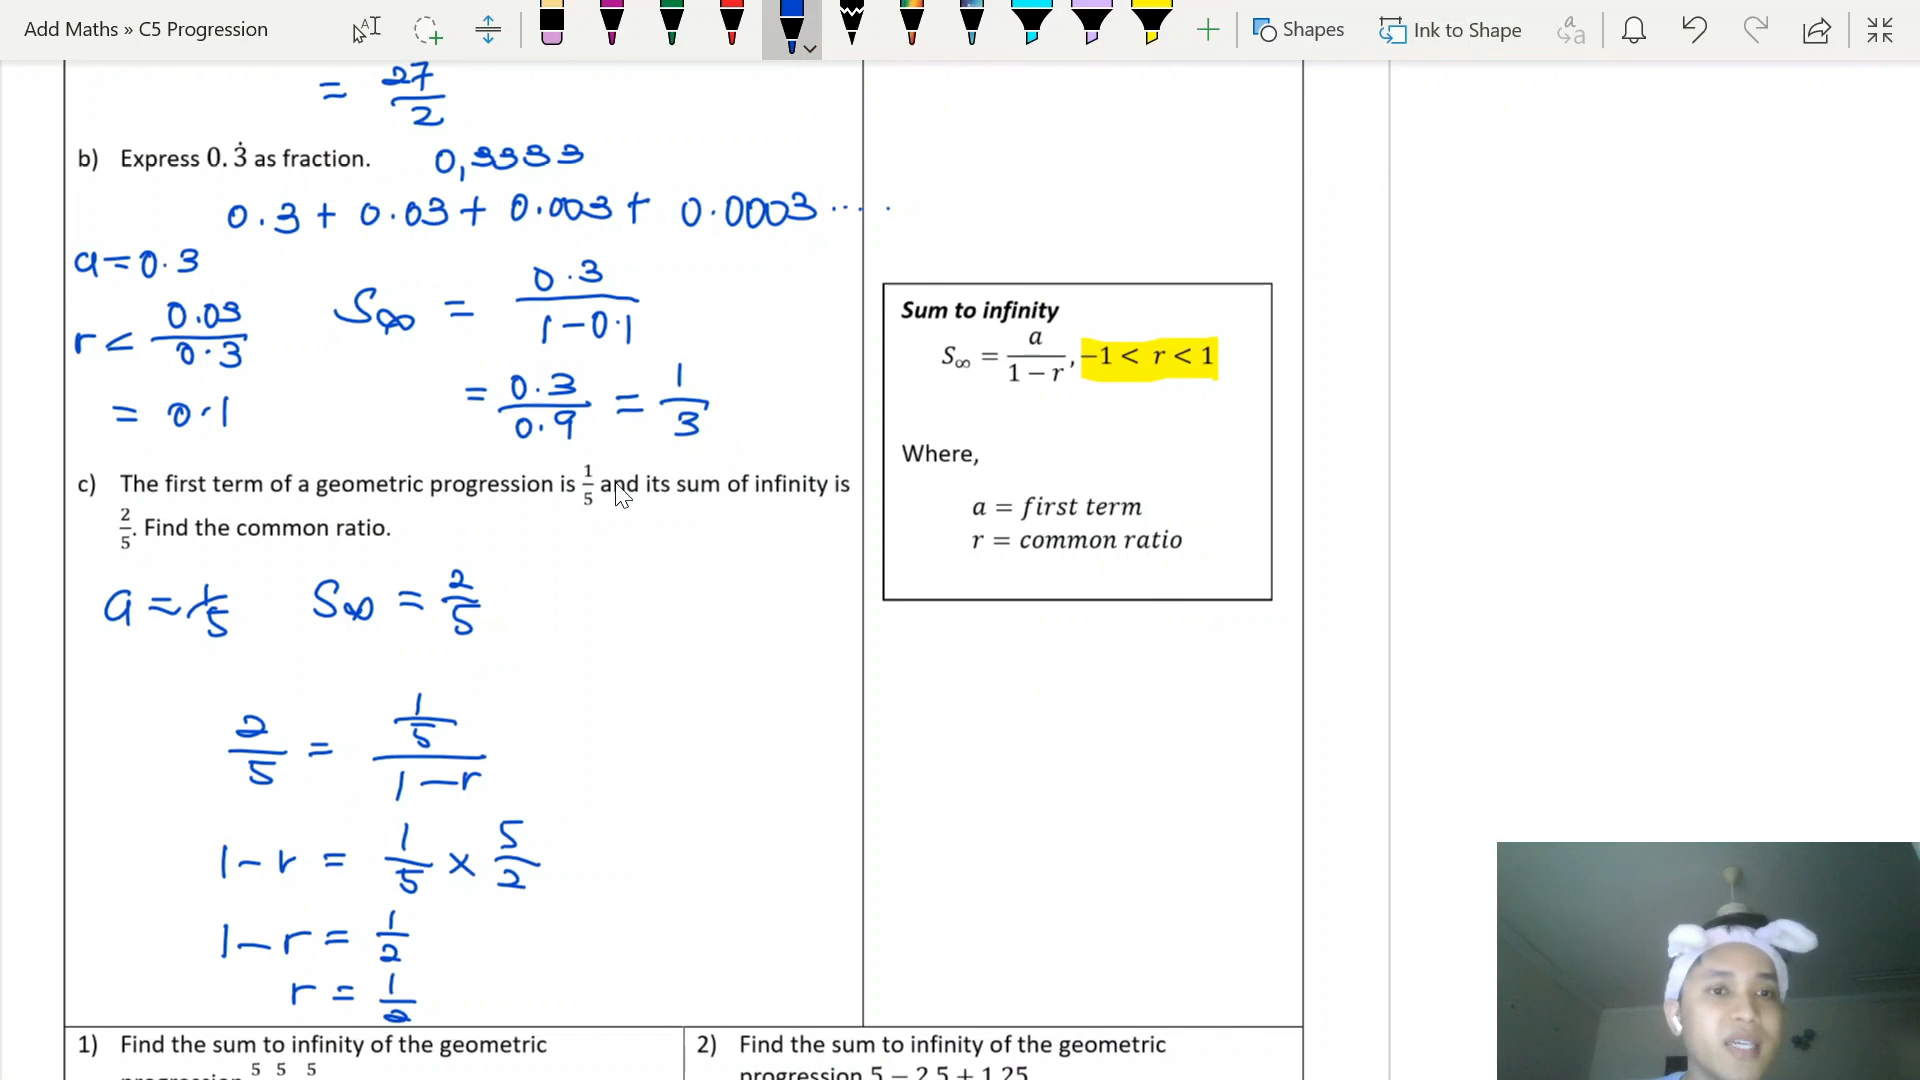 Add Maths » C5 Progression
Shapes
Ink to Shape
= 27/2
b) Express 0.3̇ as fraction. 0,3333
0.3 + 0.03 + 0.003 + 0.0003 .....
a = 0.3
r = 0.03/0.3
S∞ = 0.3/(1 - 0.1)
= 0.1
= 0.3/0.9 = 1/3
Sum to infinity
S∞ = a/(1 − r), −1 < r < 1
Where,
a = first term
r = common ratio
c) The first term of a geometric progression is 1/5 and its sum of infinity is
2/5. Find the common ratio.
a = 1/5 S∞ = 2/5
2/5 = (1/5)/(1 - r)
1 - r = 1/5 × 5/2
1 - r = 1/2
r = 1/2
1) Find the sum to infinity of the geometric
2) Find the sum to infinity of the geometric
progression 5 − 2.5 + 1.25